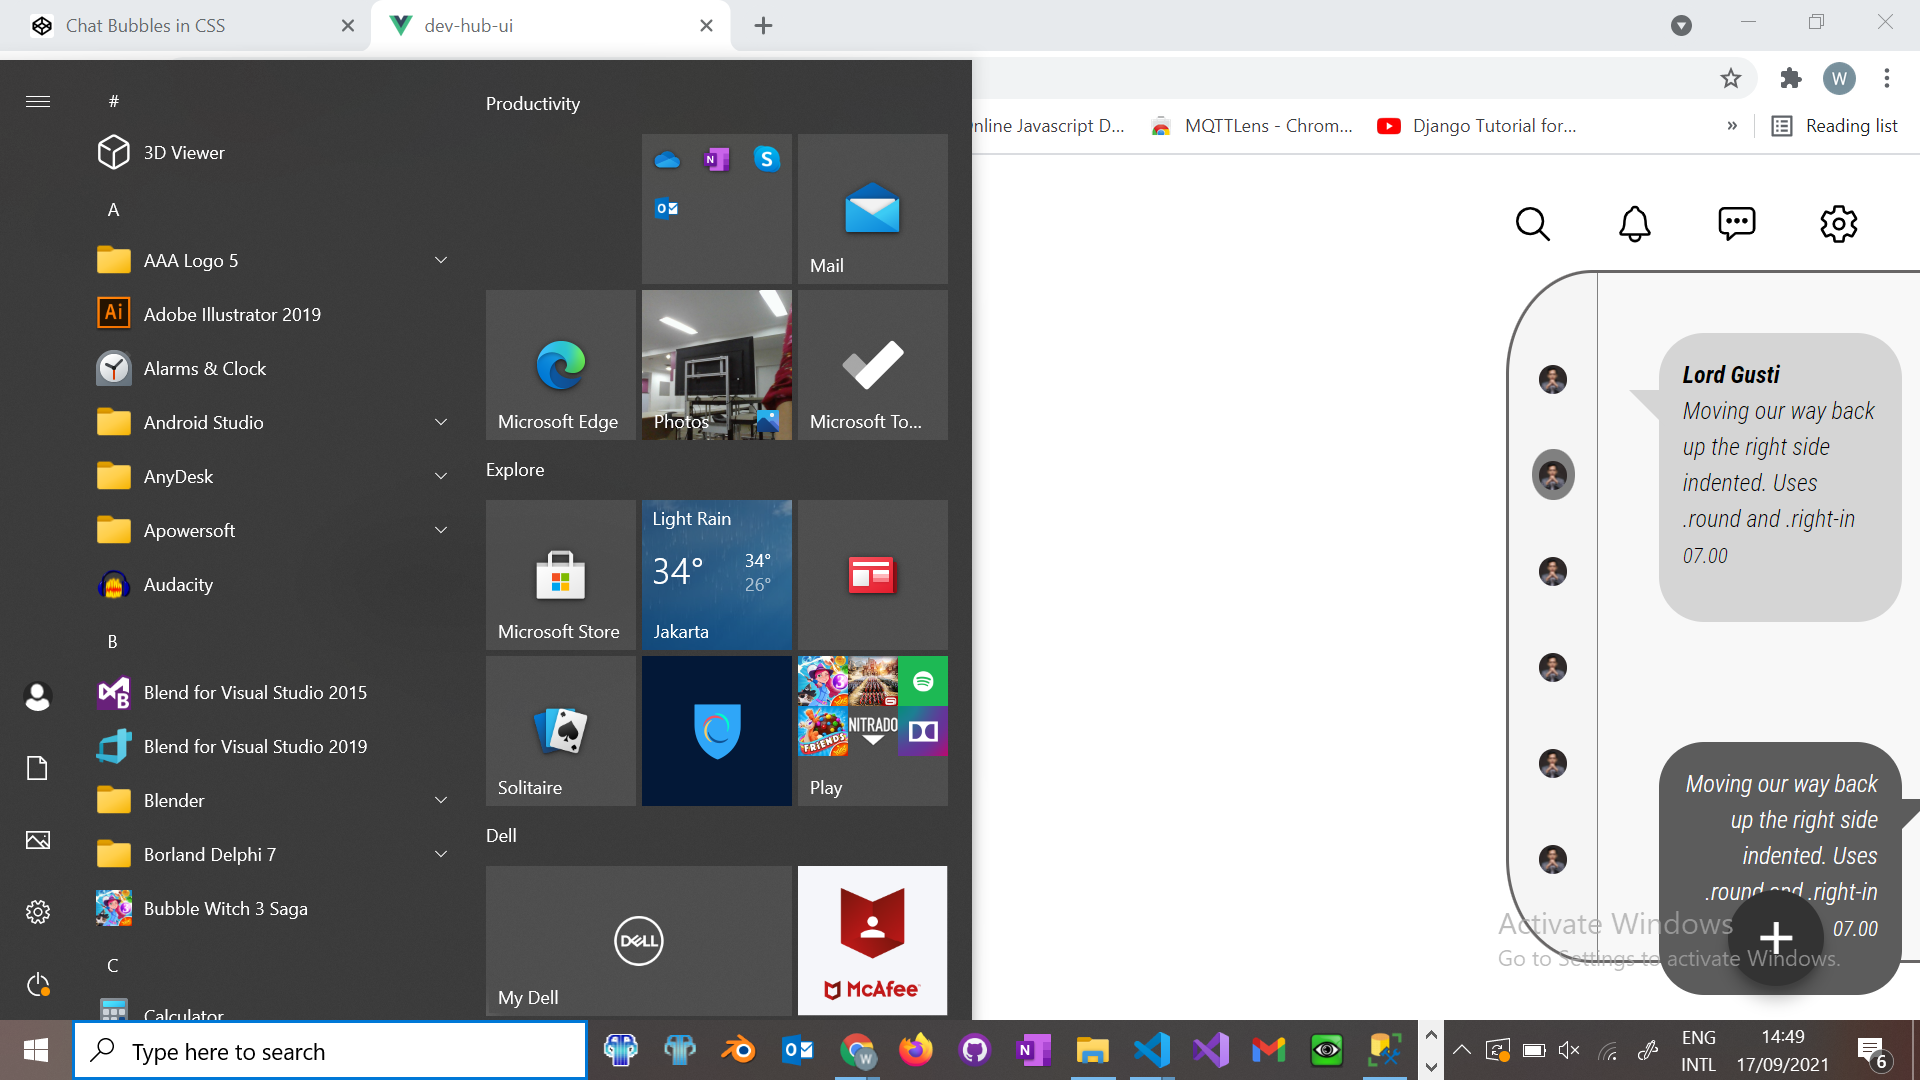 Chat Bubbles in CSS
dev-hub-ui
W
nline Javascript D...
MQTTLens - Chrom...
Django Tutorial for...
»
Reading list
#
3D Viewer
A
AAA Logo 5
Ai
Adobe Illustrator 2019
Alarms & Clock
Android Studio
AnyDesk
Apowersoft
Audacity
B
Blend for Visual Studio 2015
Blend for Visual Studio 2019
Blender
Borland Delphi 7
Bubble Witch 3 Saga
C
Calculator
Productivity
Mail
Microsoft Edge
Photos
Microsoft To...
Explore
Microsoft Store
Light Rain
34°
34°
26°
Jakarta
Solitaire
FRIENDS
NITRADO
Play
Dell
DELL
My Dell
McAfee
Lord Gusti
Moving our way back
up the right side
indented. Uses
.round and .right-in
07.00
Moving our way back
up the right side
indented. Uses
.round and .right-in
07.00
Activate Windows
Go to Settings to activate Windows.
Type here to search
ENG
INTL
14:49
17/09/2021
6